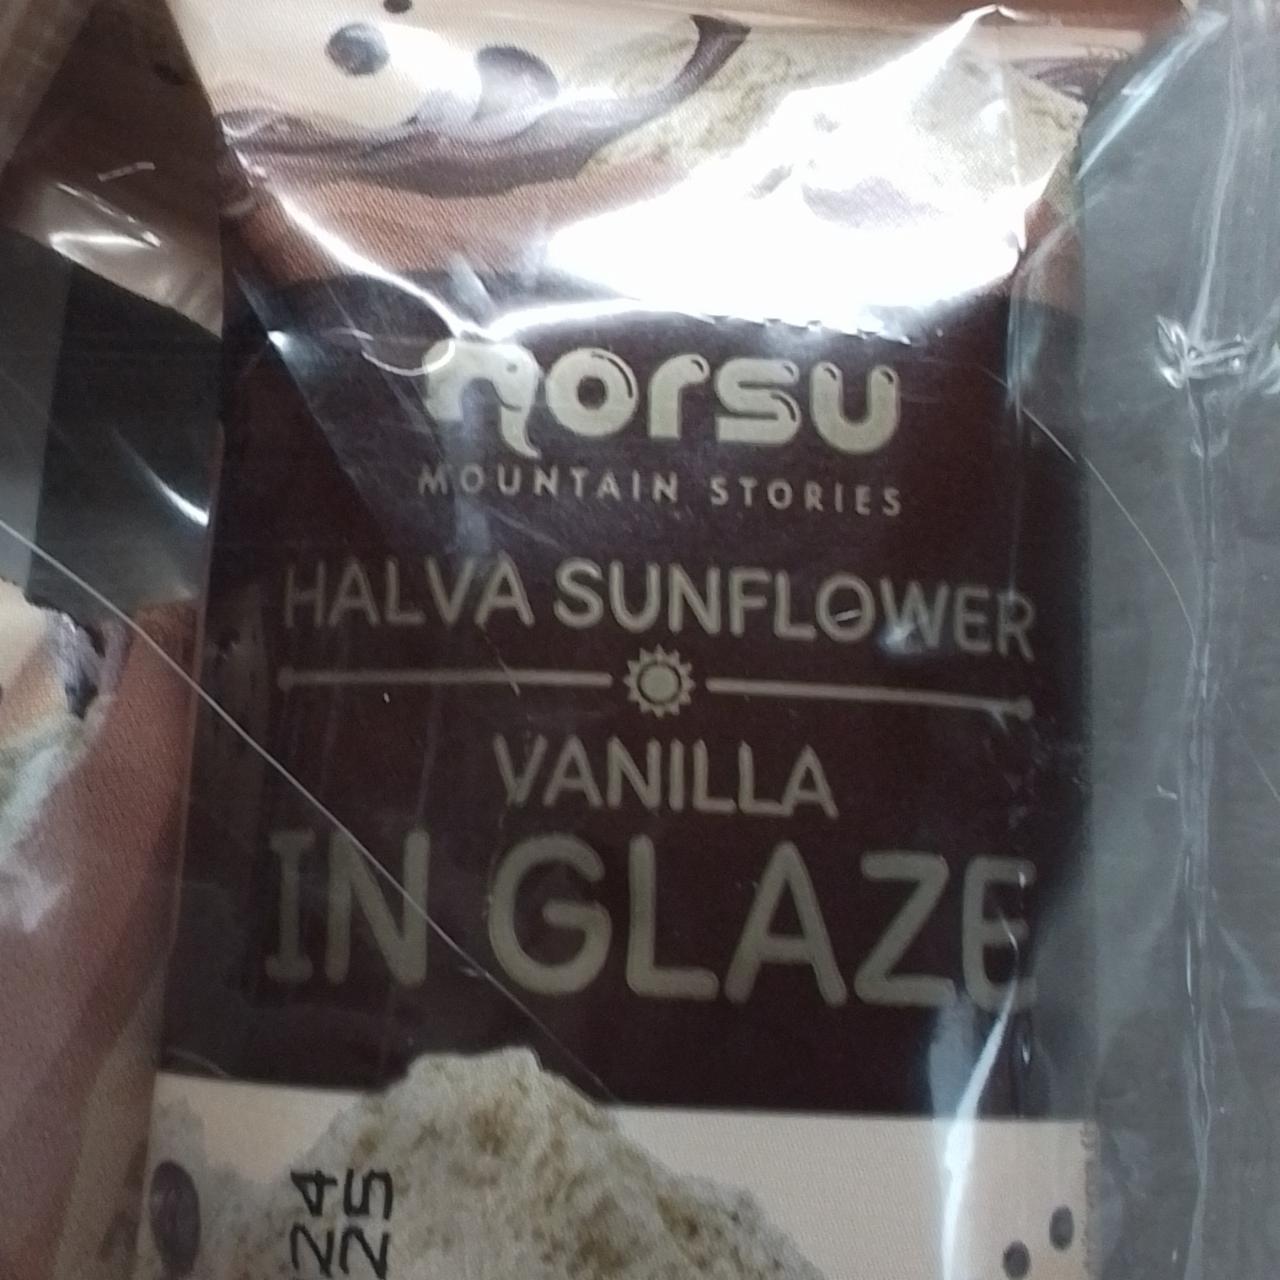 norsu
MOUNTAIN STORIES
HALVA SUNFLOWER
VANILLA
IN GLAZE
24
25